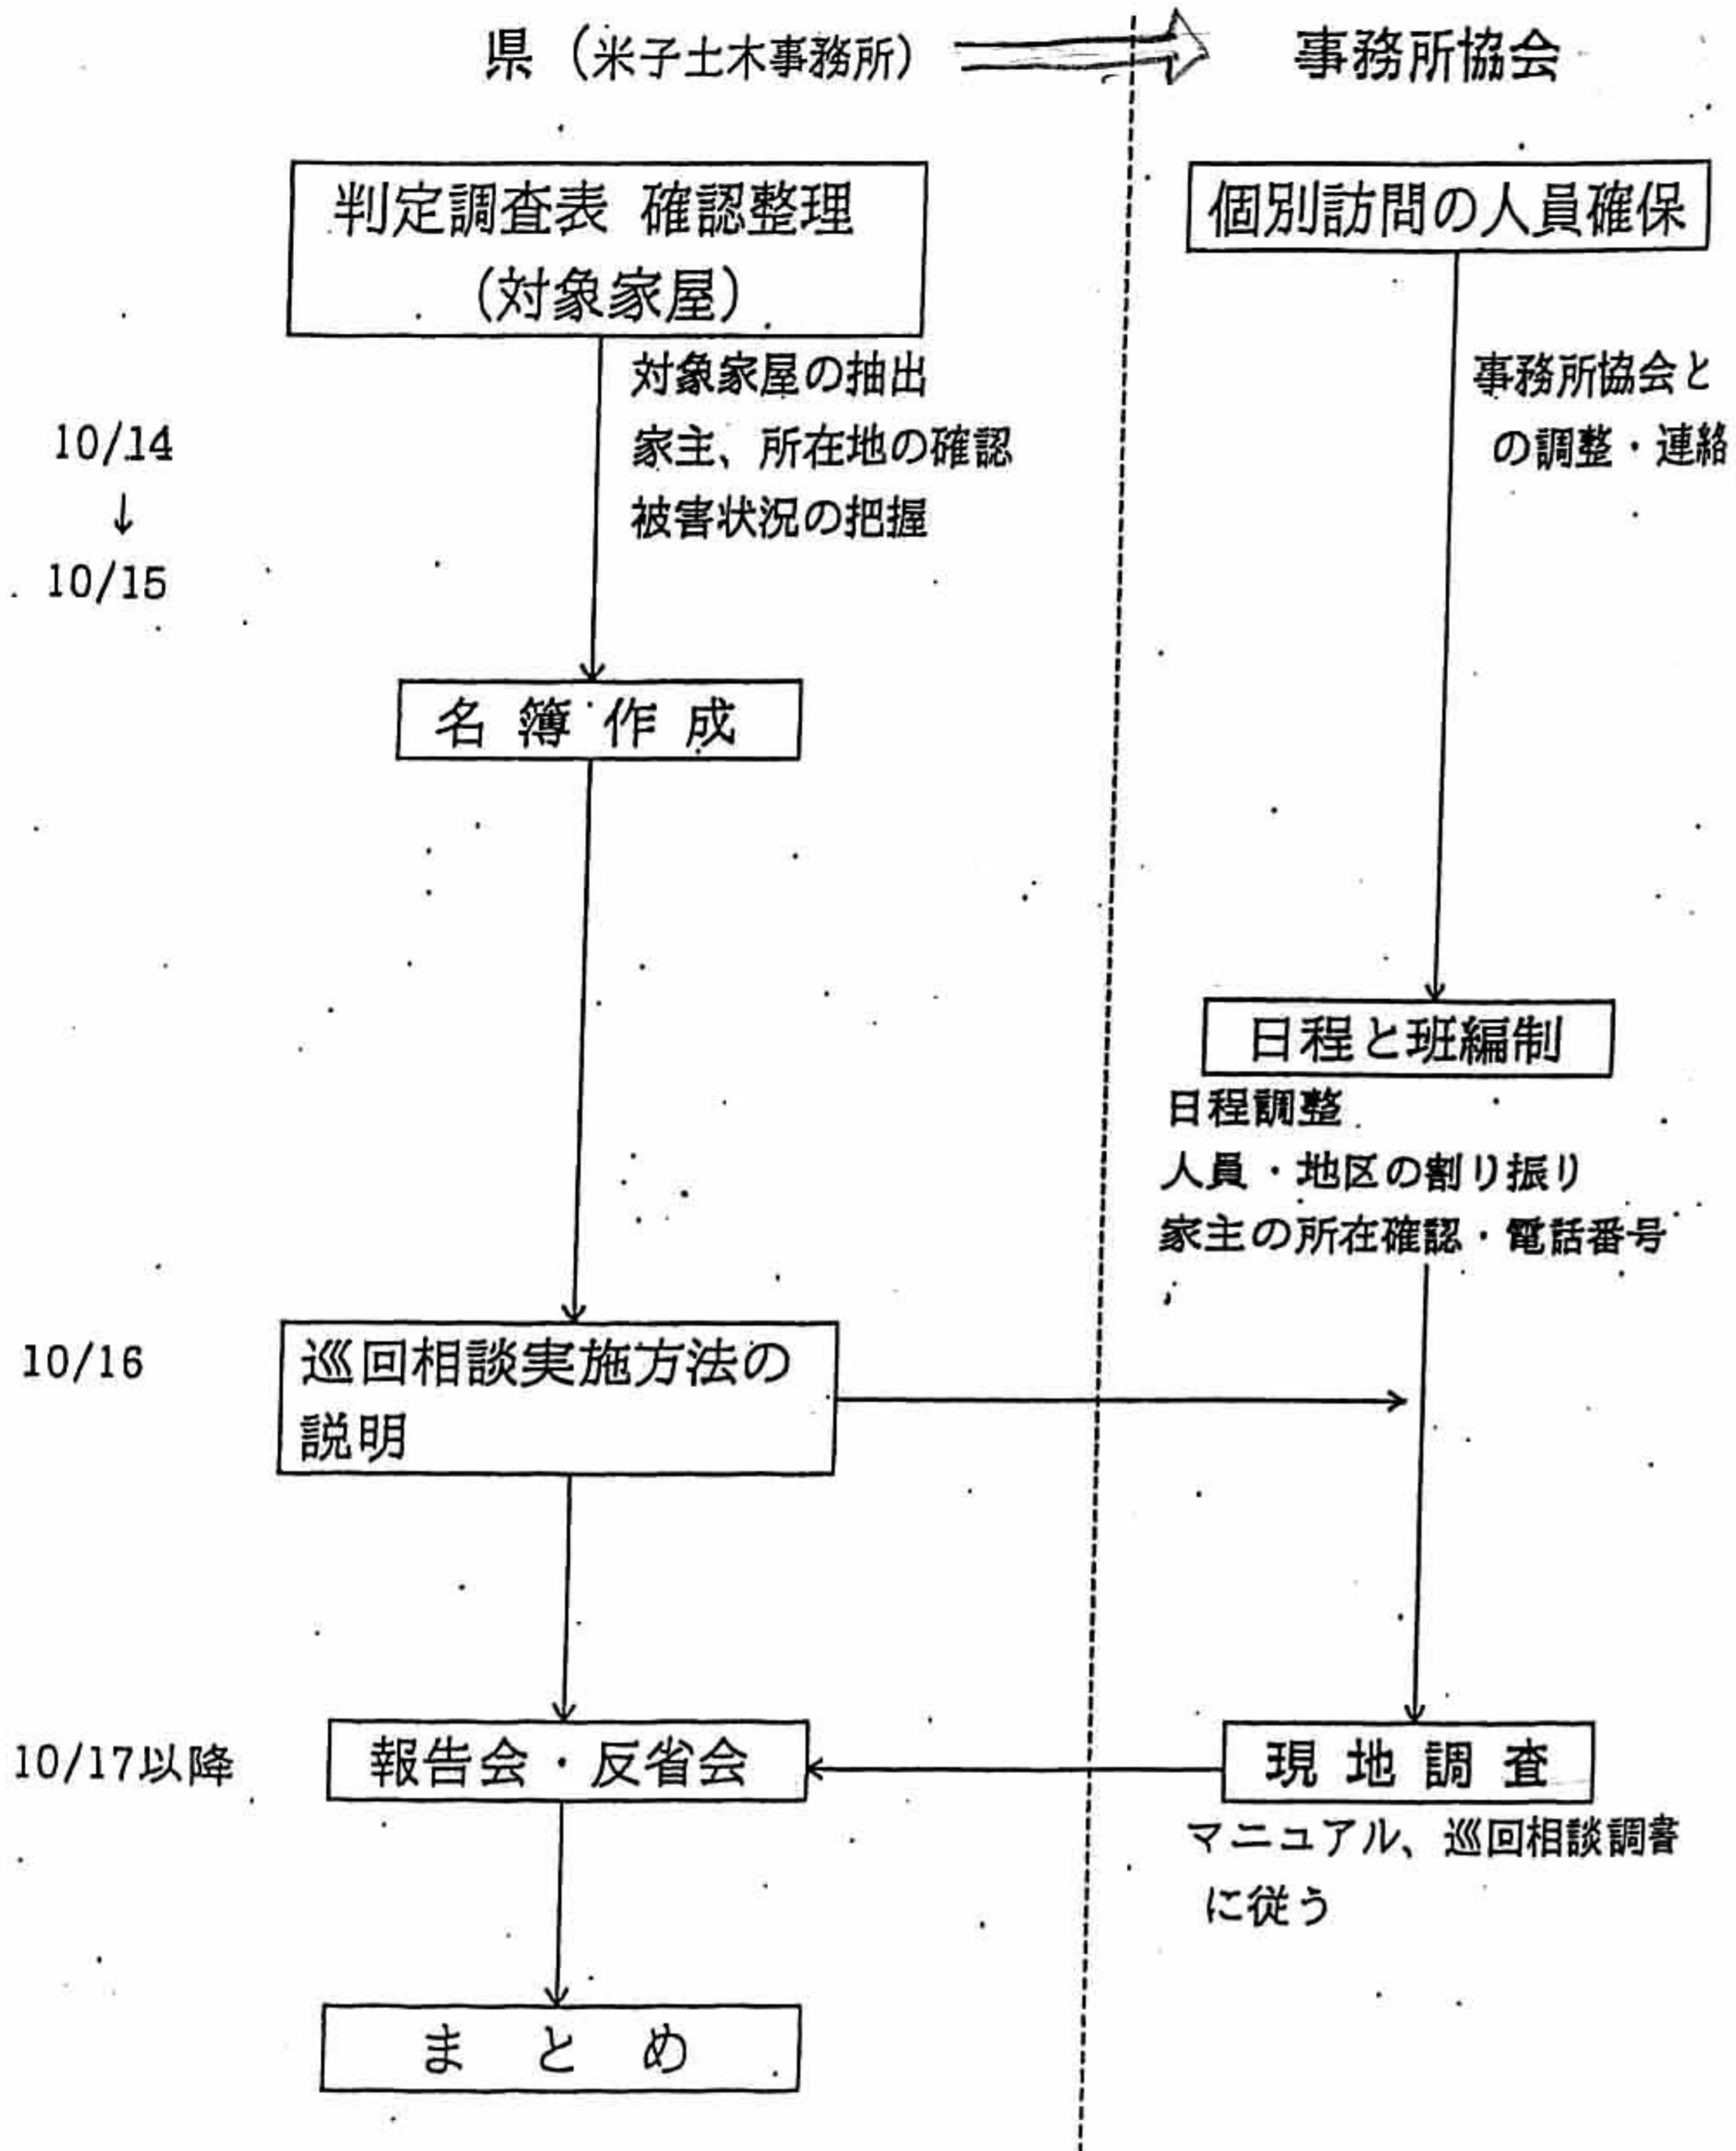 県（米子土木事務所）
事務所協会
判定調査表 確認整理
（対象家屋）
個別訪問の人員確保
対象家屋の抽出
家主、所在地の確認
被害状況の把握
事務所協会と
の調整・連絡
10/14
↓
10/15
名簿作成
日程と班編制
日程調整
人員・地区の割り振り
家主の所在確認・電話番号
10/16
巡回相談実施方法の
説明
10/17以降
報告会・反省会
現地調査
マニュアル、巡回相談調書
に従う
まとめ